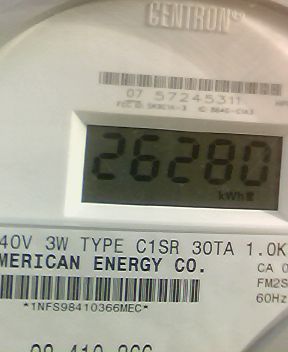 CENTRON®
07 57245311
26280
kWh
40V 3W TYPE C1SR 30TA 1.0K
MERICAN ENERGY CO.
CA 0
FM2S
60Hz
*1NFS98410366MEC*